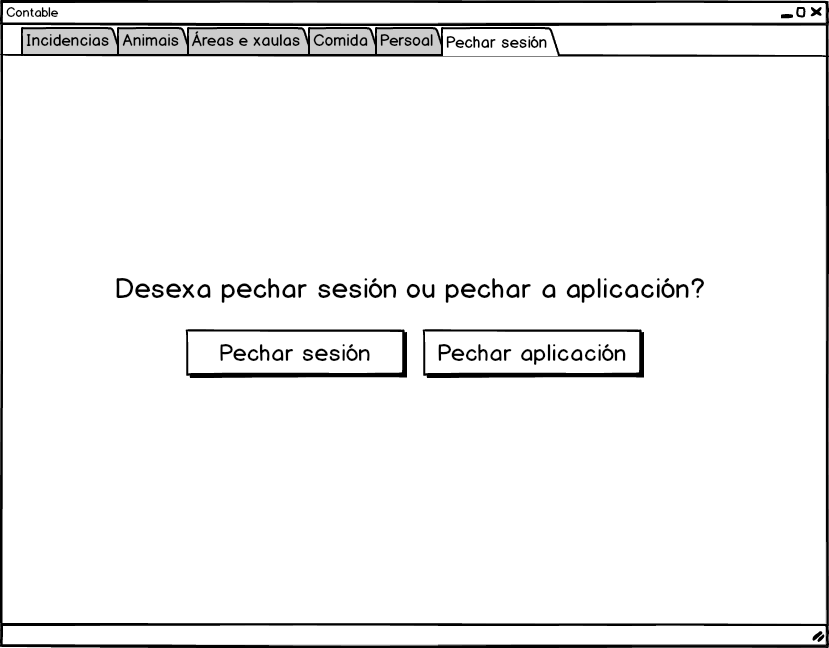 Contable
Incidencias Animais Áreas e xaulas Comida Persoal Pechar sesión
Desexa pechar sesión ou pechar a aplicación?
Pechar sesión Pechar aplicación